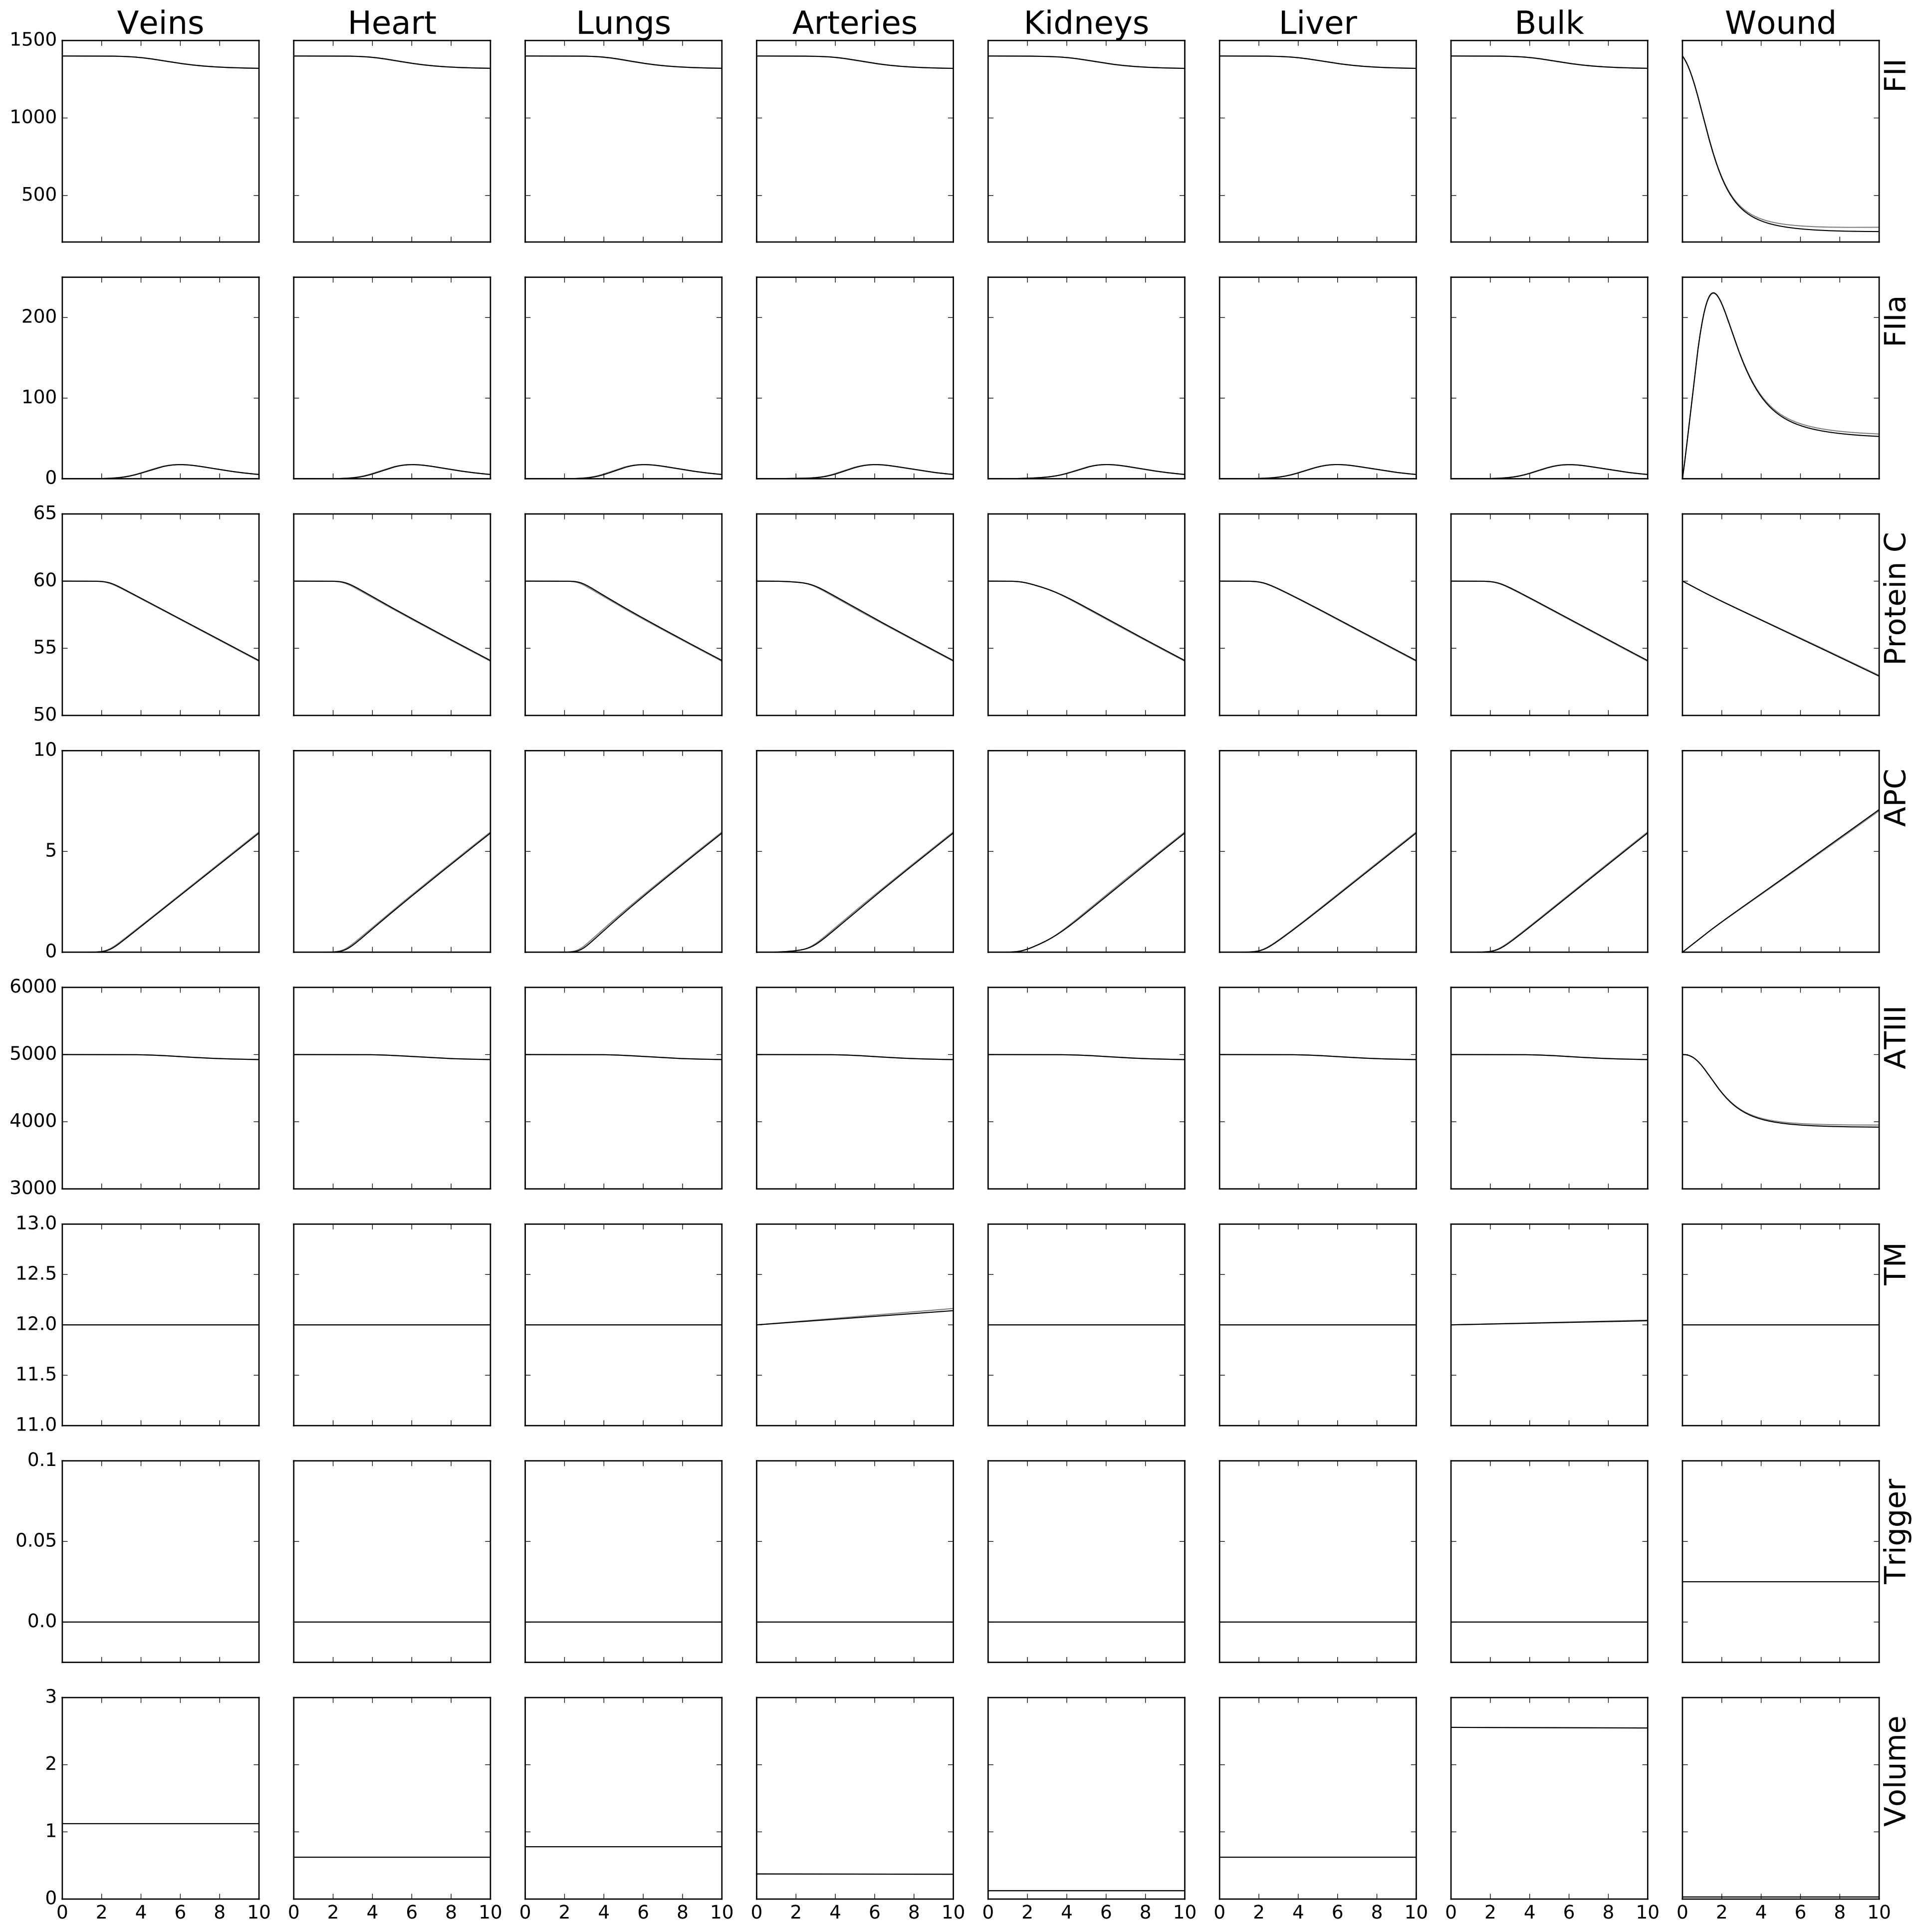 Veins Heart Lungs Arteries Kidneys Liver Bulk Wound
1500
1000
500
FII
200
100
0
FIIa
65
60
55
50
Protein C
10
5
0
APC
6000
5000
4000
3000
ATIII
13.0
12.5
12.0
11.5
11.0
TM
0.1
0.05
0.0
Trigger
3
2
1
0
Volume
0 2 4 6 8 10 0 2 4 6 8 10 0 2 4 6 8 10 0 2 4 6 8 10 0 2 4 6 8 10 0 2 4 6 8 10 0 2 4 6 8 10 0 2 4 6 8 10